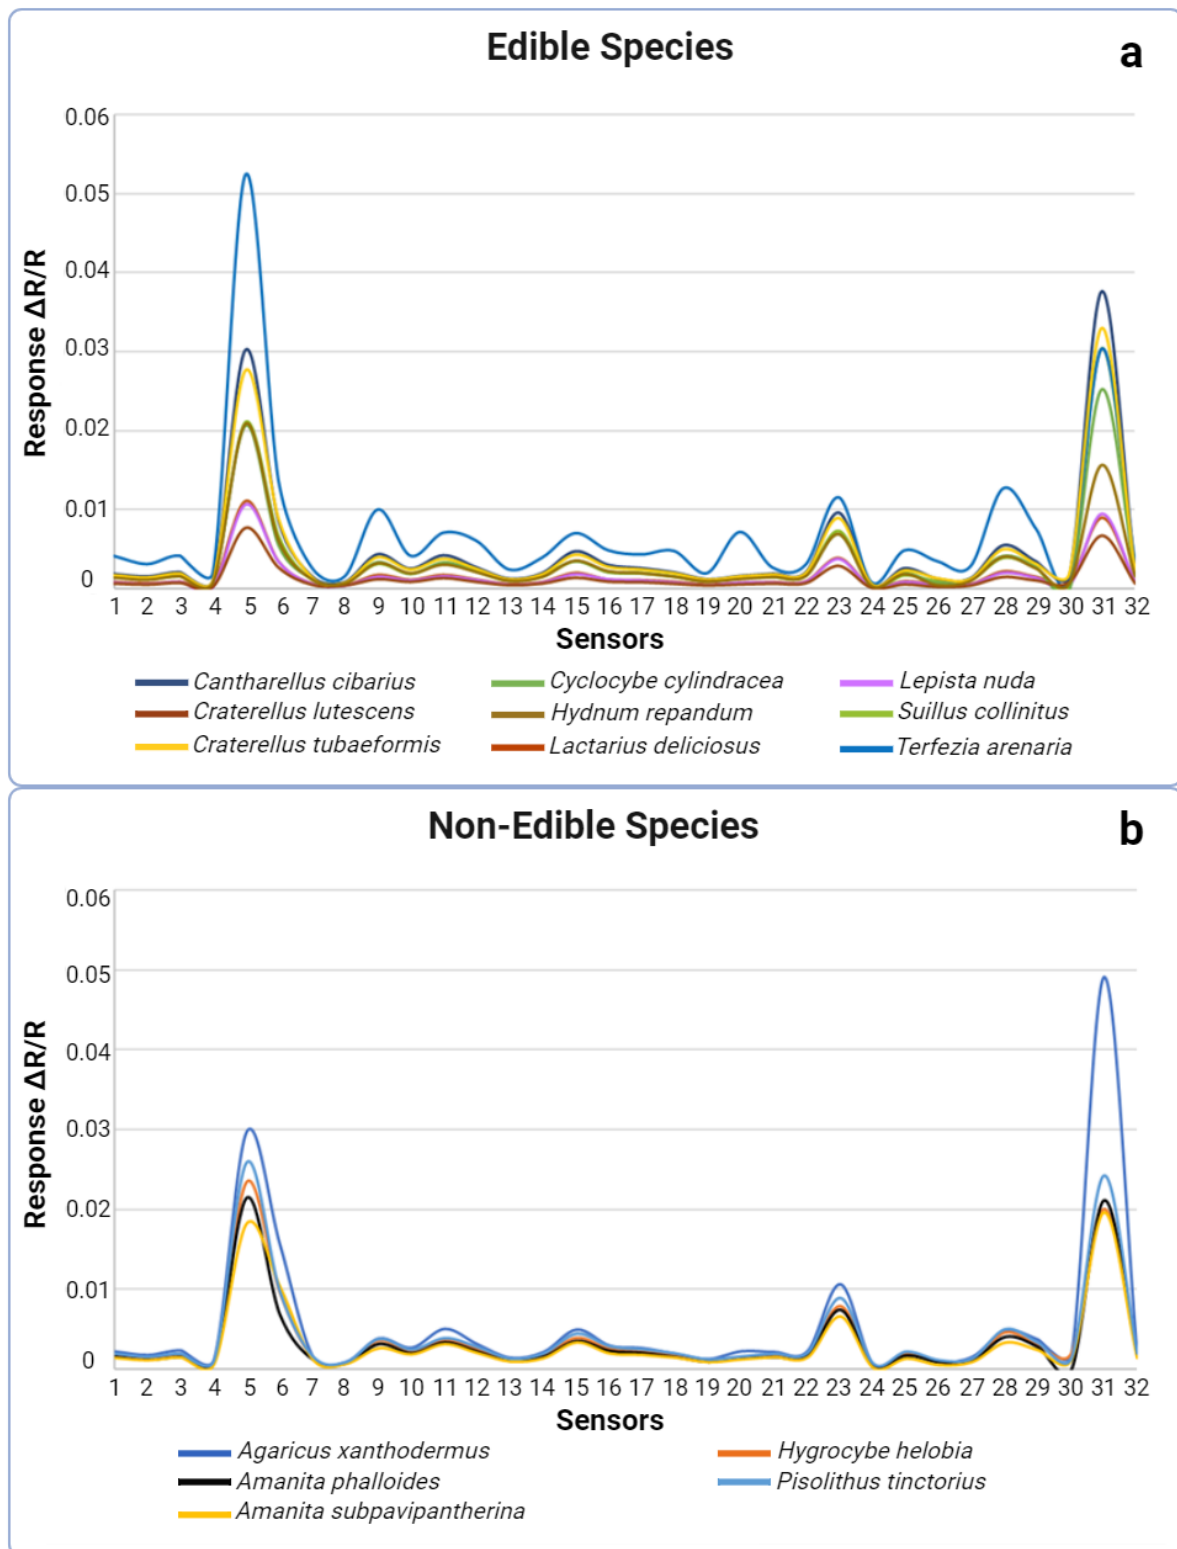 Edible Species
a
Response ΔR/R
0.06
0.05
0.04
0.03
0.02
0.01
0
1 2 3 4 5 6 7 8 9 10 11 12 13 14 15 16 17 18 19 20 21 22 23 24 25 26 27 28 29 30 31 32
Sensors
Cantharellus cibarius Cyclocybe cylindracea Lepista nuda
Craterellus lutescens Hydnum repandum Suillus collinitus
Craterellus tubaeformis Lactarius deliciosus Terfezia arenaria
Non-Edible Species
b
Response ΔR/R
0.06
0.05
0.04
0.03
0.02
0.01
0
1 2 3 4 5 6 7 8 9 10 11 12 13 14 15 16 17 18 19 20 21 22 23 24 25 26 27 28 29 30 31 32
Sensors
Agaricus xanthodermus Hygrocybe helobia
Amanita phalloides Pisolithus tinctorius
Amanita subpavipantherina